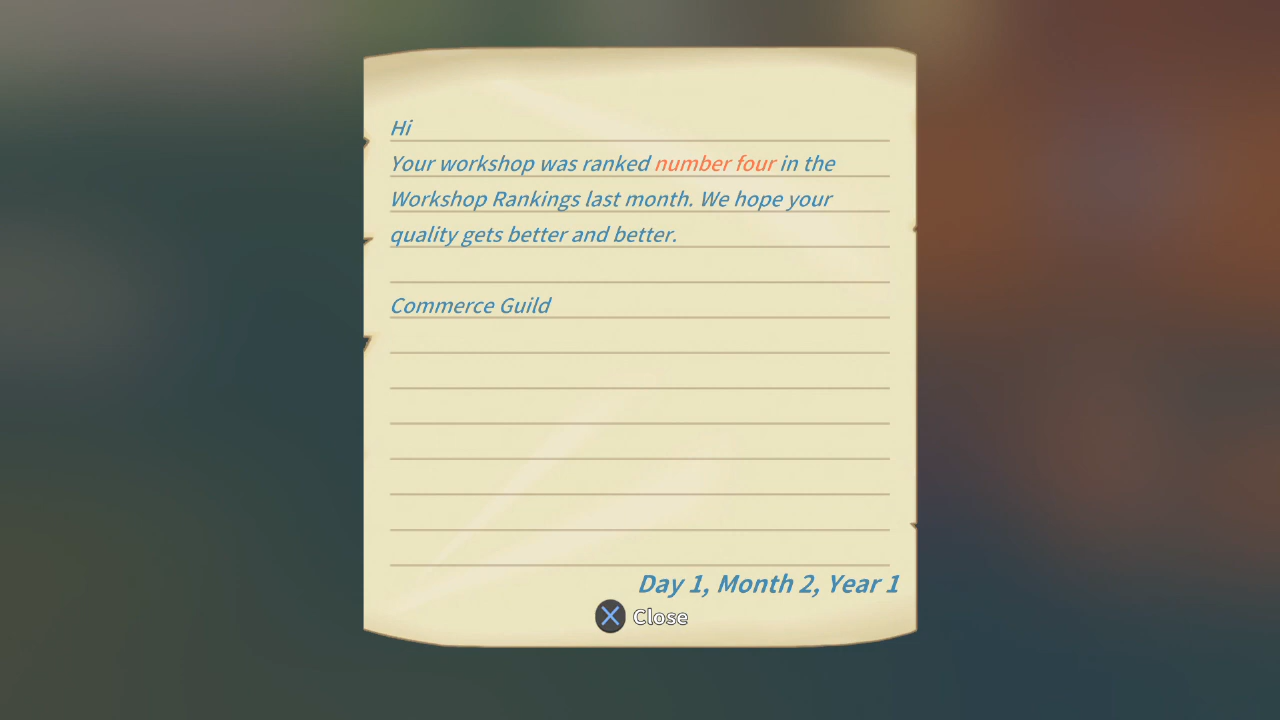 Hi
Your workshop was ranked number four in the
Workshop Rankings last month. We hope your
quality gets better and better.
Commerce Guild
Day 1, Month 2, Year 1
Close